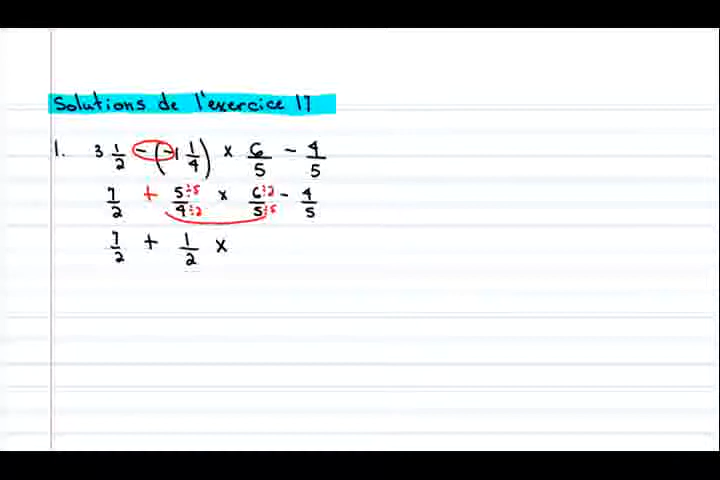 Solutions de l'exercice 17
1. 3 1/2 - (-1 1/4) × 6/5 - 4/5
7/2 + 5÷5/4÷2 × 6÷2/5÷5 - 4/5
7/2 + 1/2 ×